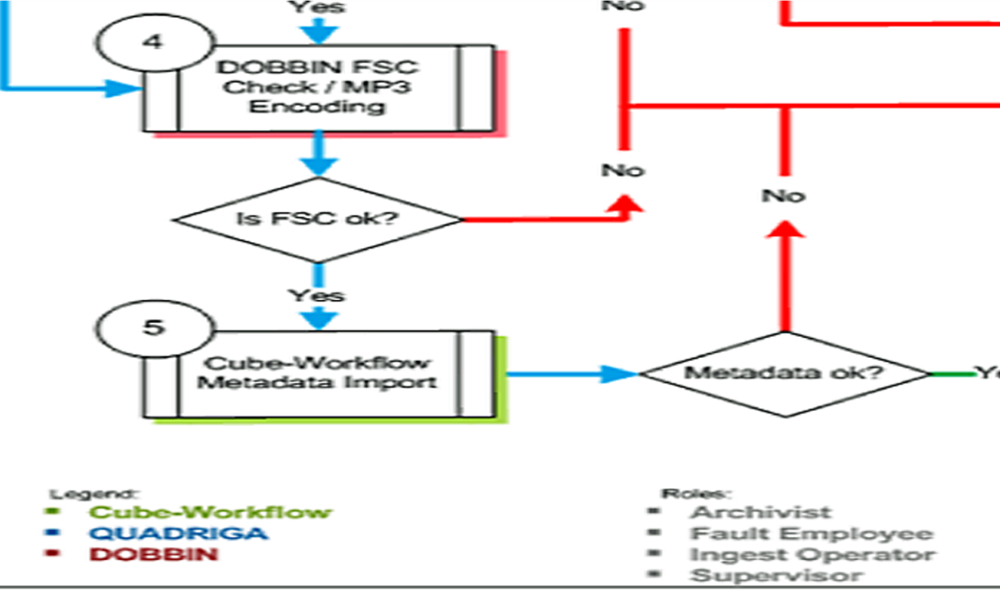 Yes
No
4
DOBBIN FSC
Check / MP3
Encoding
No
No
Is FSC ok?
Yes
5
Cube-Workflow
Metadata Import
Metadata ok?
Legend:
Cube-Workflow
QUADRIGA
DOBBIN
Roles:
Archivist
Fault Employee
Ingest Operator
Supervisor